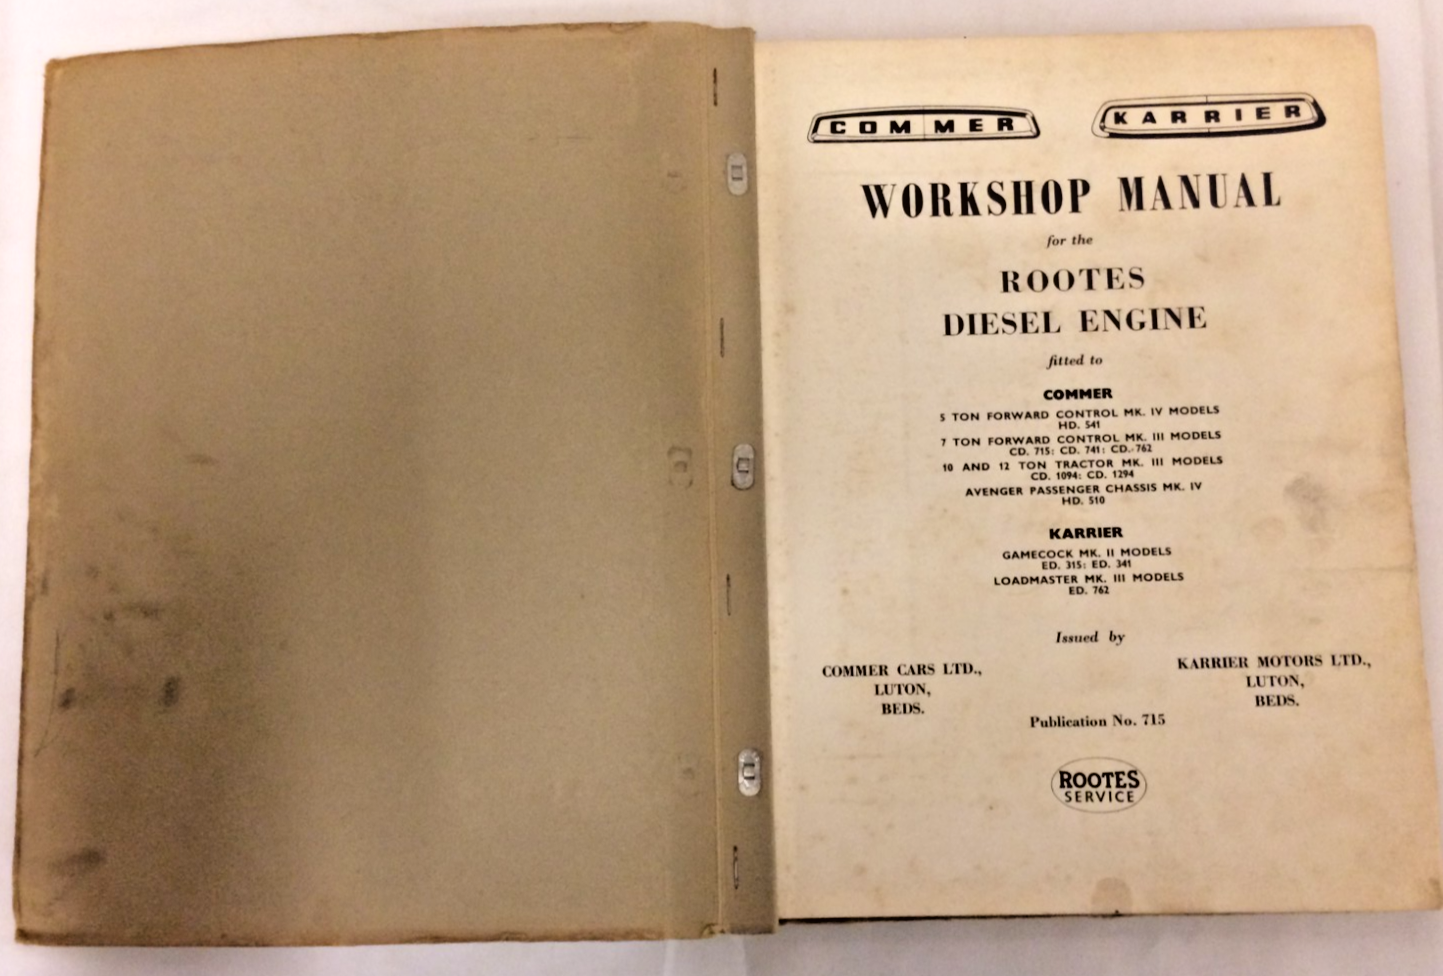 COMMER
KARRIER
WORKSHOP MANUAL
for the
ROOTES
DIESEL ENGINE
fitted to
COMMER
5 TON FORWARD CONTROL MK. IV MODELS
HD. 541
7 TON FORWARD CONTROL MK. III MODELS
CD. 715: CD. 741: CD. 762
10 AND 12 TON TRACTOR MK. III MODELS
CD. 1094: CD. 1294
AVENGER PASSENGER CHASSIS MK. IV
HD. 510
KARRIER
GAMECOCK MK. II MODELS
ED. 315: ED. 341
LOADMASTER MK. III MODELS
ED. 762
Issued by
COMMER CARS LTD.,
LUTON,
BEDS.
KARRIER MOTORS LTD.,
LUTON,
BEDS.
Publication No. 715
ROOTES
SERVICE